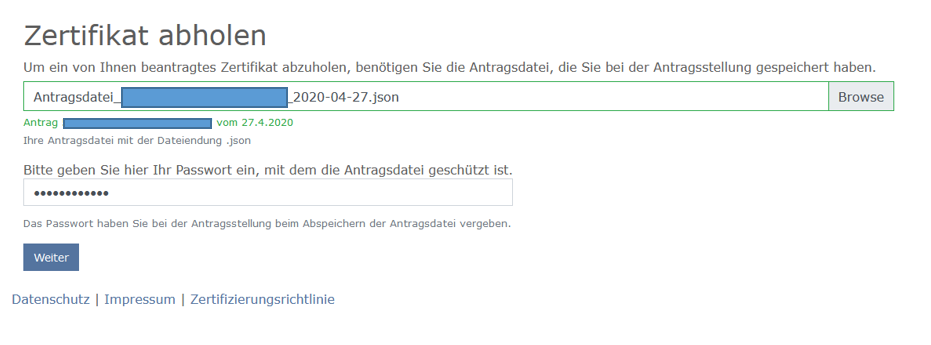 Zertifikat abholen
Um ein von Ihnen beantragtes Zertifikat abzuholen, benötigen Sie die Antragsdatei, die Sie bei der Antragsstellung gespeichert haben.
Antragsdatei_ _2020-04-27.json Browse
Antrag vom 27.4.2020
Ihre Antragsdatei mit der Dateiendung .json
Bitte geben Sie hier Ihr Passwort ein, mit dem die Antragsdatei geschützt ist.
••••••••••••
Das Passwort haben Sie bei der Antragsstellung beim Abspeichern der Antragsdatei vergeben.
Weiter
Datenschutz | Impressum | Zertifizierungsrichtlinie